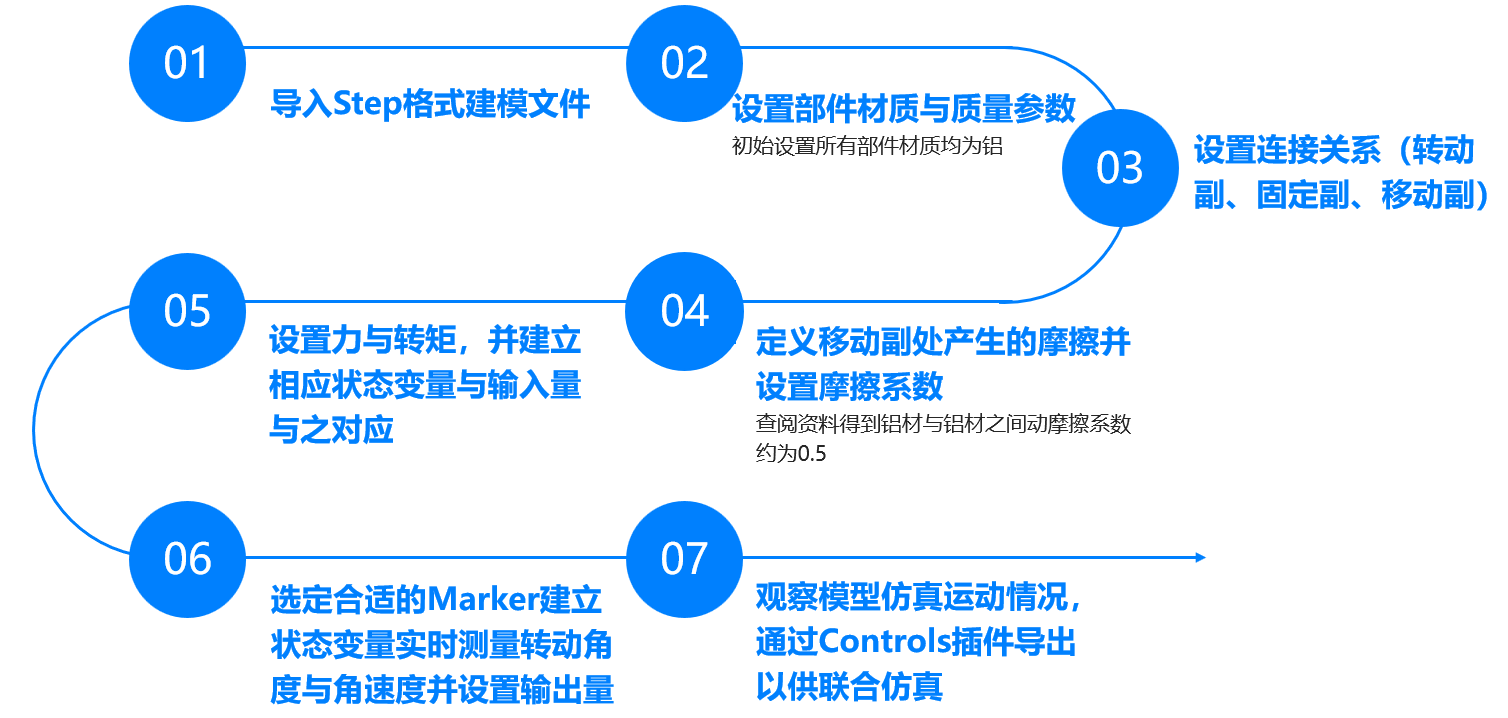 01
导入Step格式建模文件
02
设置部件材质与质量参数
初始设置所有部件材质均为铝
03
设置连接关系（转动
副、固定副、移动副）
04
定义移动副处产生的摩擦并
设置摩擦系数
查阅资料得到铝材与铝材之间动摩擦系数
约为0.5
05
设置力与转矩，并建立
相应状态变量与输入量
与之对应
06
选定合适的Marker建立
状态变量实时测量转动角
度与角速度并设置输出量
07
观察模型仿真运动情况，
通过Controls插件导出
以供联合仿真